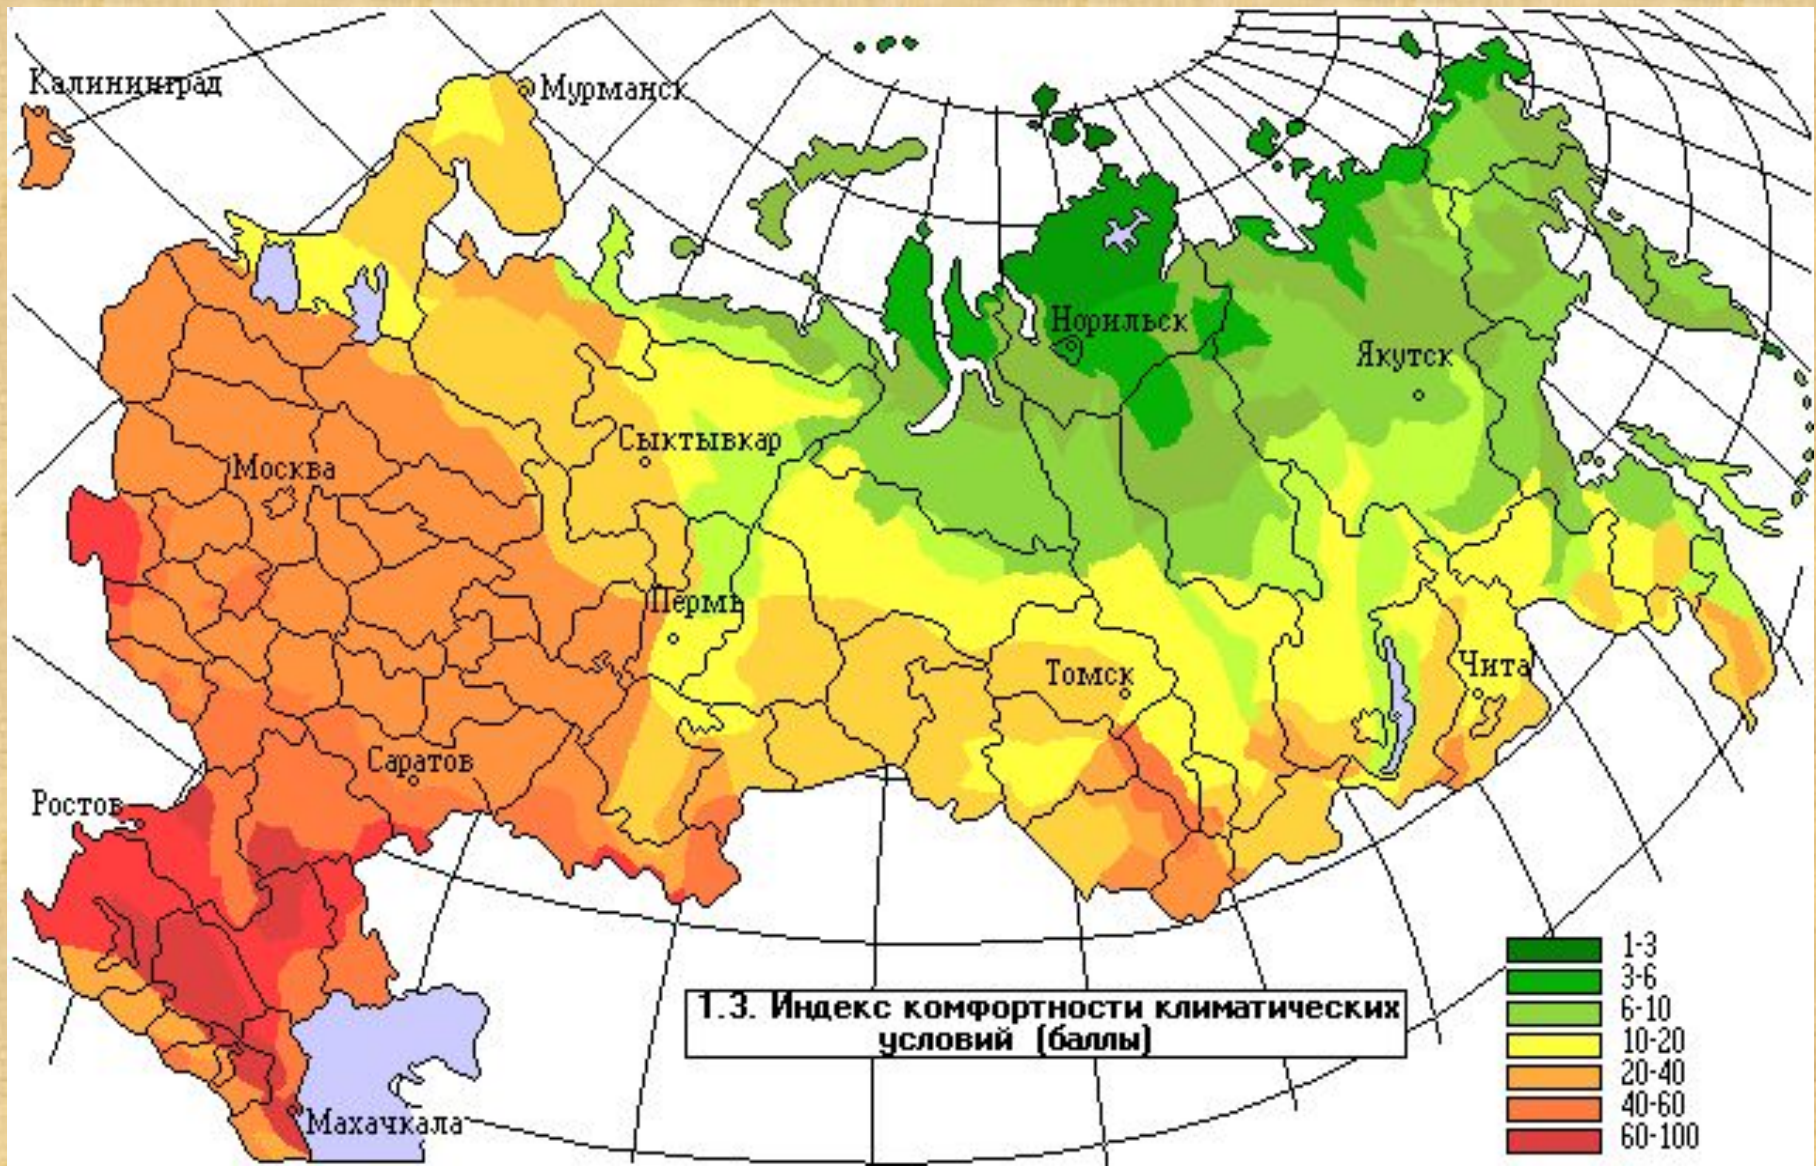 Калининград
Мурманск
Норильск
Якутск
Сыктывкар
Москва
Пермь
Томск
Чита
Саратов
Ростов
Махачкала
1.3. Индекс комфортности климатических
условий (баллы)
1-3
3-6
6-10
10-20
20-40
40-60
60-100